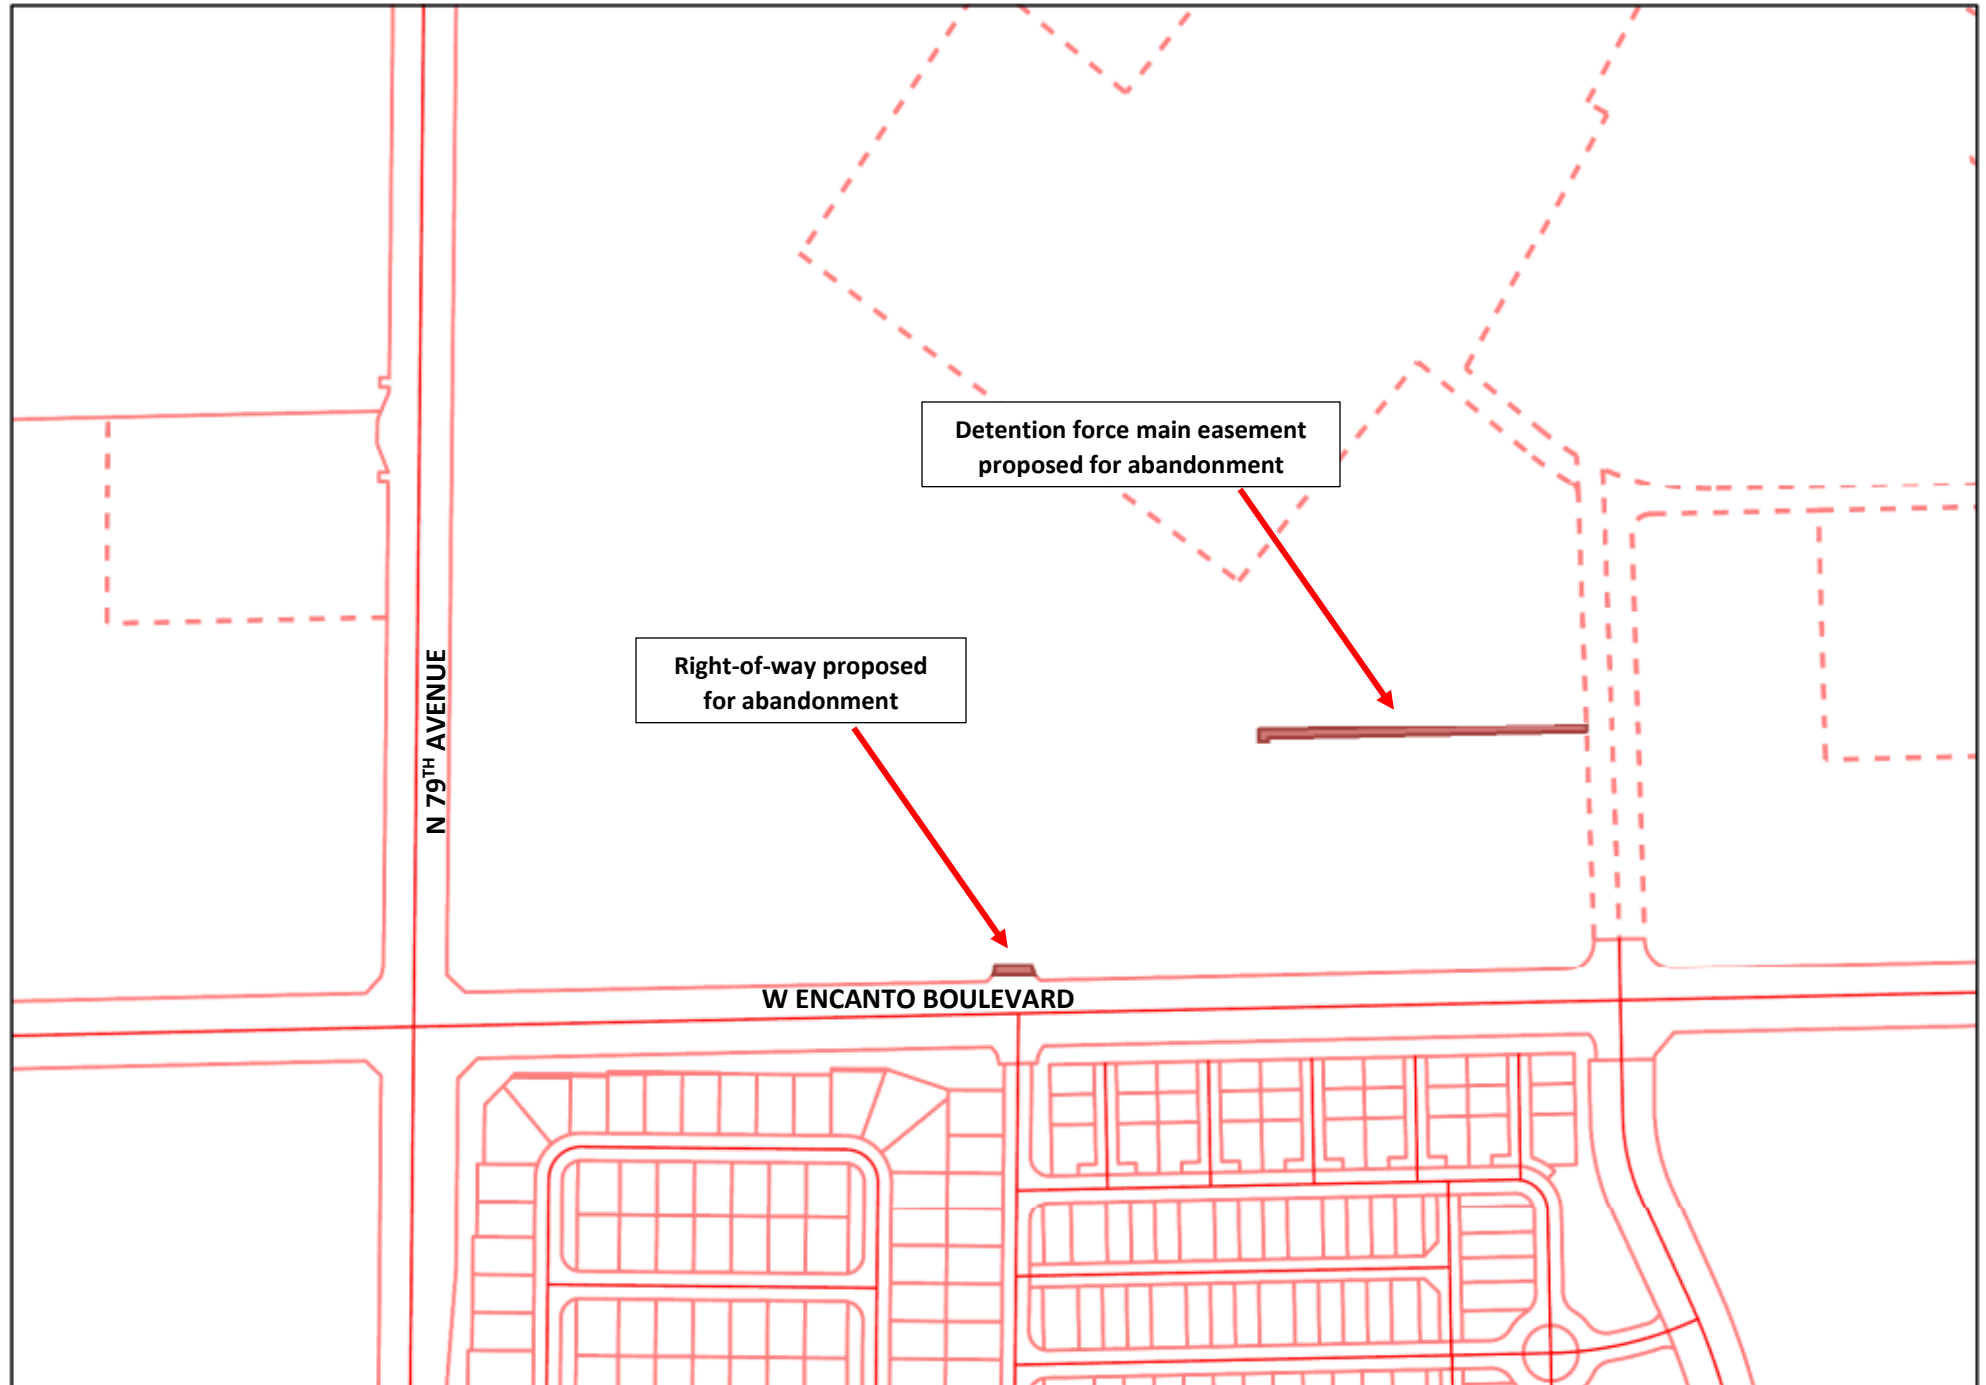 Detention force main easement
proposed for abandonment
Right-of-way proposed
for abandonment
N 79TH AVENUE
W ENCANTO BOULEVARD